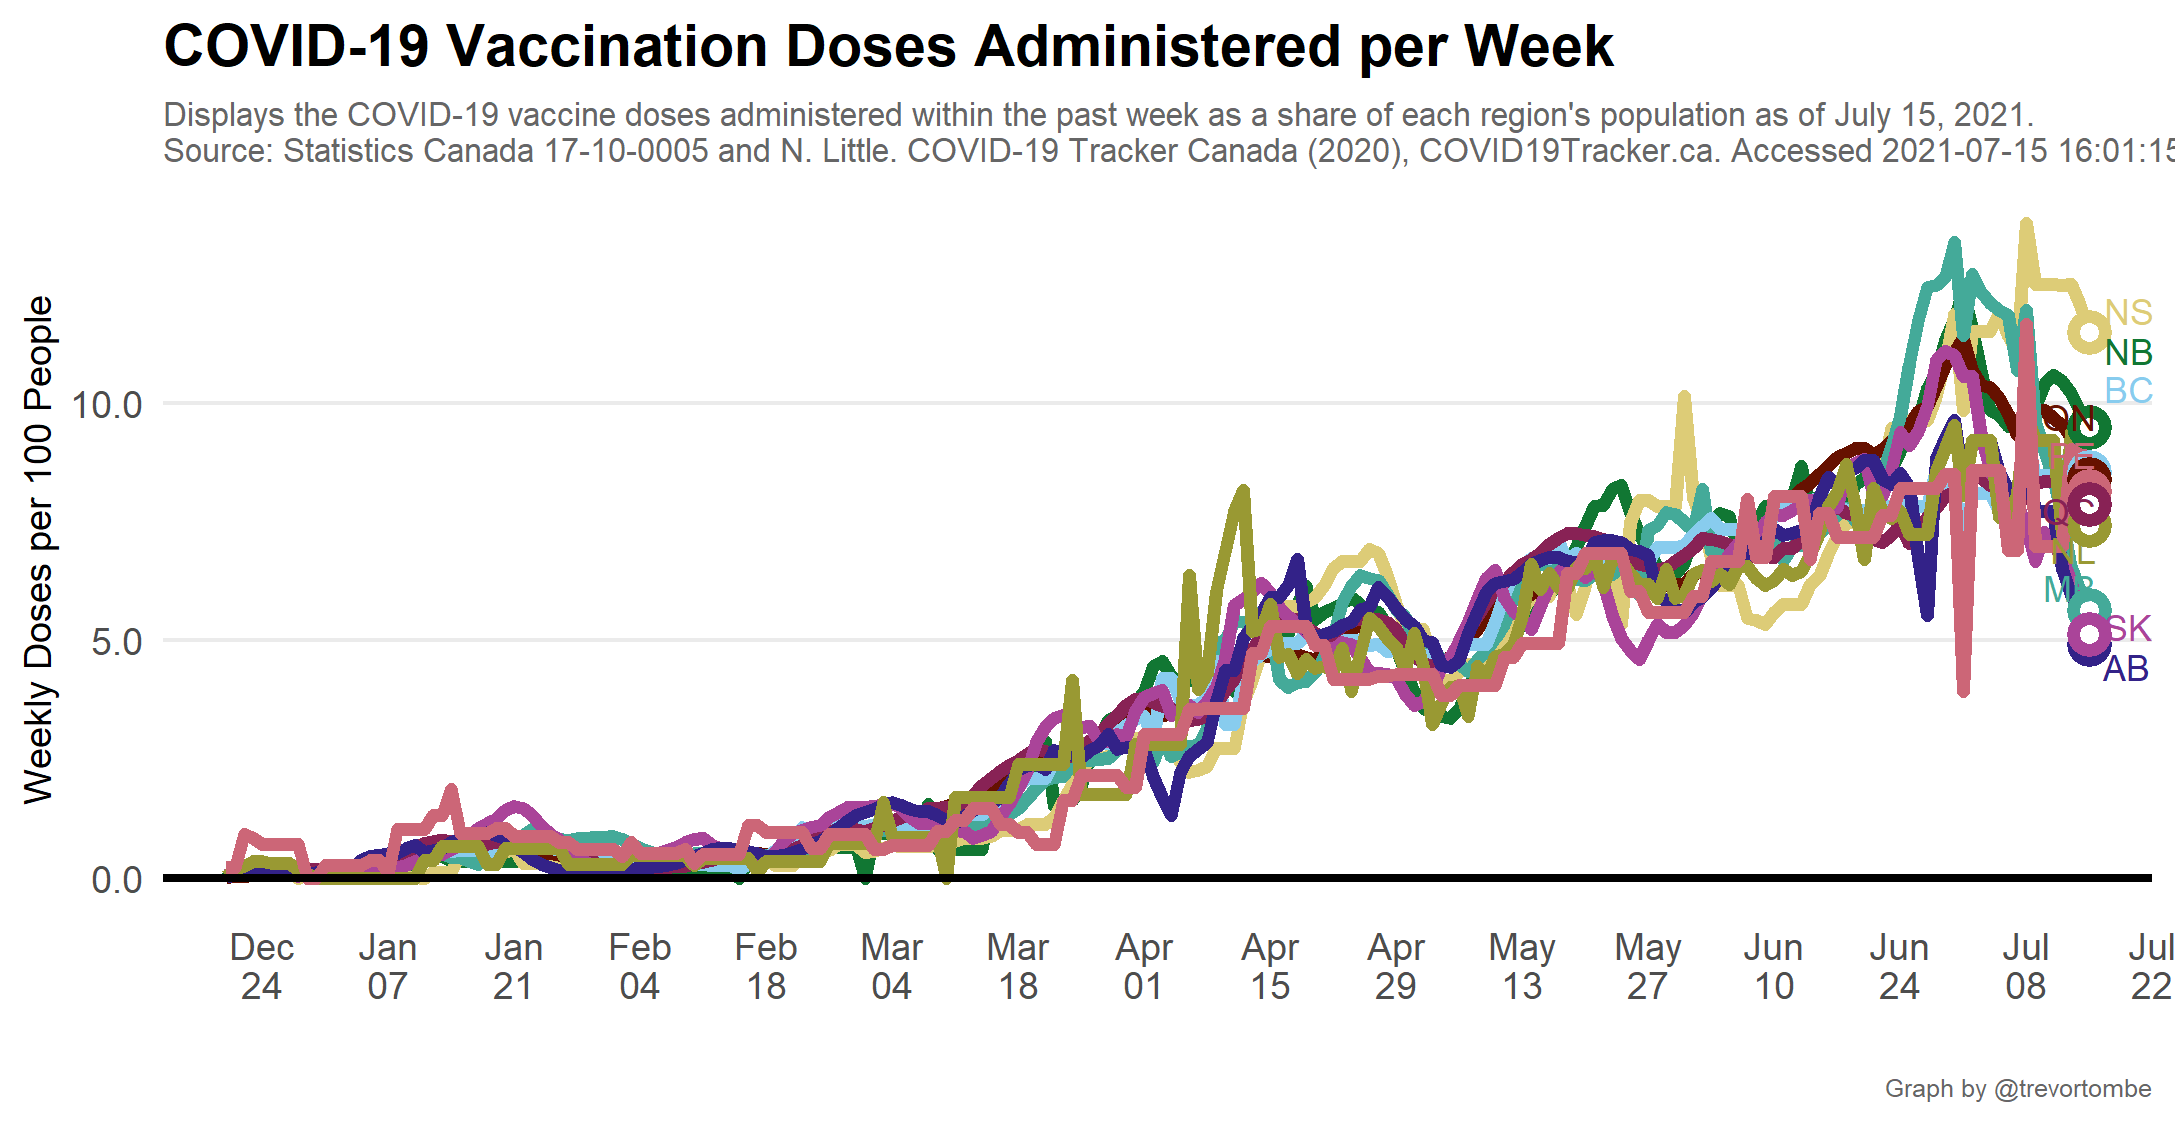 COVID-19 Vaccination Doses Administered per Week
Displays the COVID-19 vaccine doses administered within the past week as a share of each region's population as of July 15, 2021.
Source: Statistics Canada 17-10-0005 and N. Little. COVID-19 Tracker Canada (2020), COVID19Tracker.ca. Accessed 2021-07-15 16:01:15
Weekly Doses per 100 People
10.0
5.0
0.0
NS
NB
BC
ON
PE
QC
NL
MB
SK
AB
Dec 24
Jan 07
Jan 21
Feb 04
Feb 18
Mar 04
Mar 18
Apr 01
Apr 15
Apr 29
May 13
May 27
Jun 10
Jun 24
Jul 08
Jul 22
Graph by @trevortombe